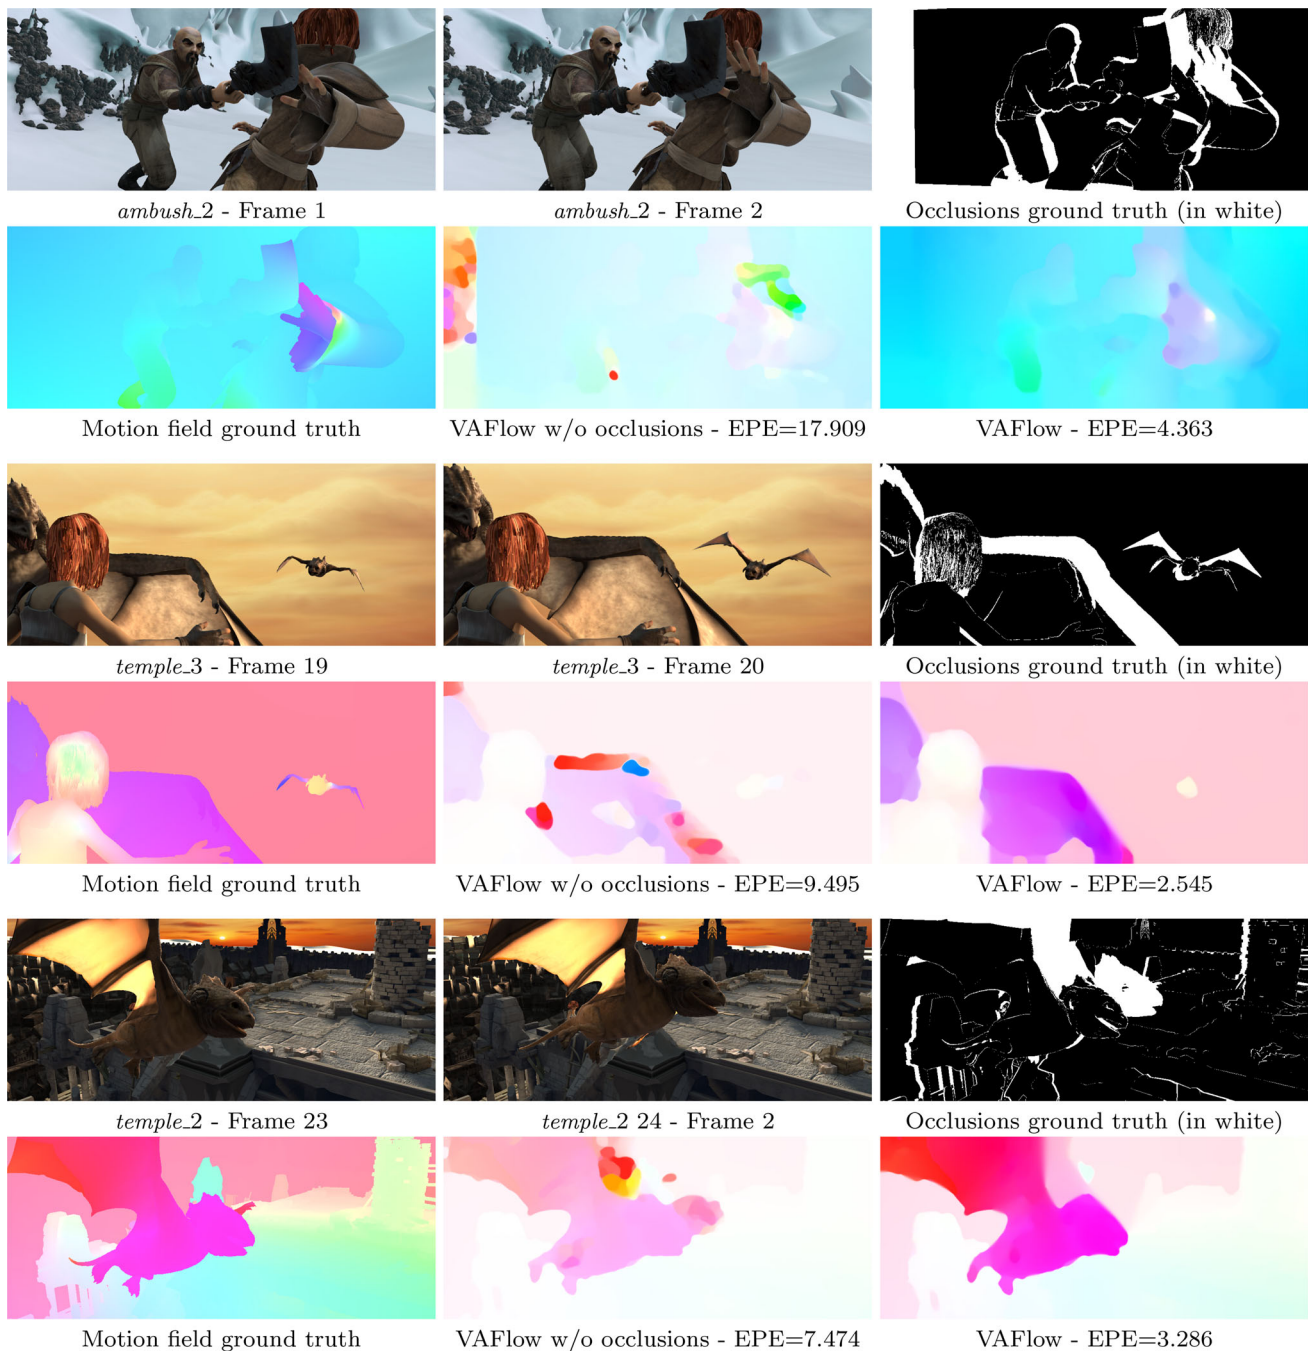 ambush_2 - Frame 1
ambush_2 - Frame 2
Occlusions ground truth (in white)
Motion field ground truth
VAFlow w/o occlusions - EPE=17.909
VAFlow - EPE=4.363
temple_3 - Frame 19
temple_3 - Frame 20
Occlusions ground truth (in white)
Motion field ground truth
VAFlow w/o occlusions - EPE=9.495
VAFlow - EPE=2.545
temple_2 - Frame 23
temple_2 24 - Frame 2
Occlusions ground truth (in white)
Motion field ground truth
VAFlow w/o occlusions - EPE=7.474
VAFlow - EPE=3.286